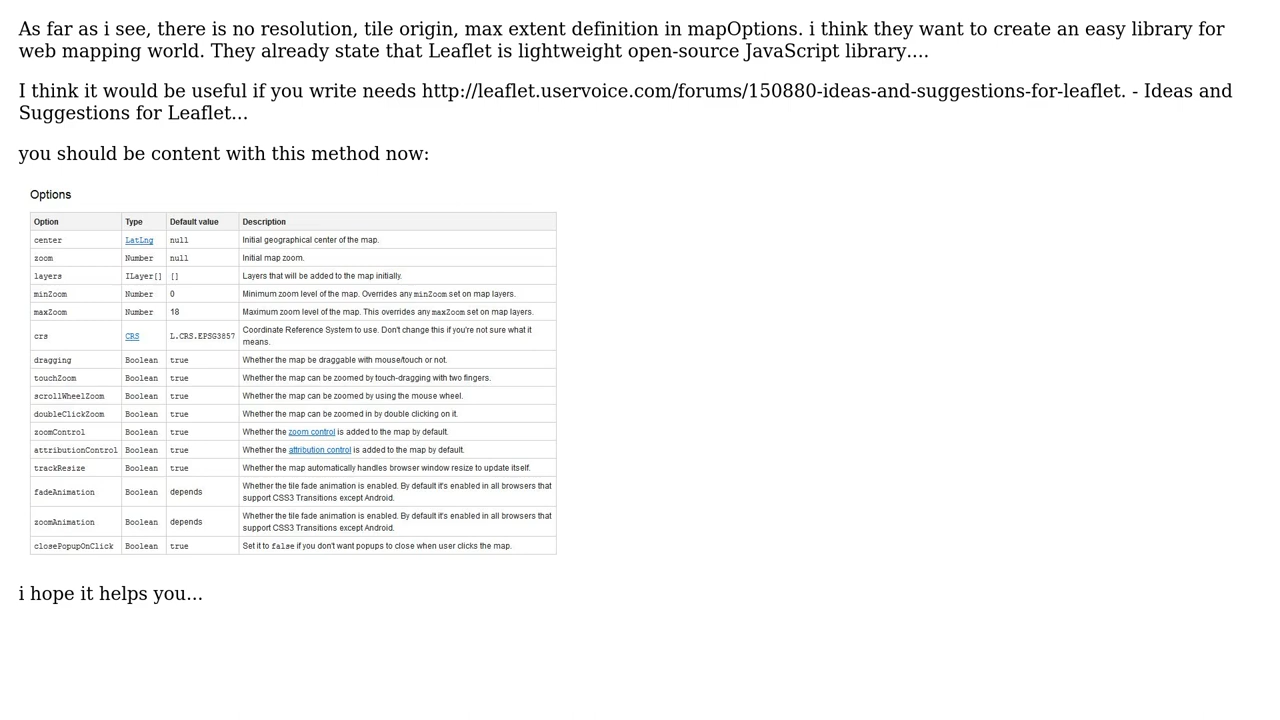 As far as i see, there is no resolution, tile origin, max extent definition in mapOptions. i think they want to create an easy library for
web mapping world. They already state that Leaflet is lightweight open-source JavaScript library....
I think it would be useful if you write needs http://leaflet.uservoice.com/forums/150880-ideas-and-suggestions-for-leaflet. - Ideas and
Suggestions for Leaflet...
you should be content with this method now:
Options
Option Type Default value Description
center LatLng null Initial geographical center of the map.
zoom Number null Initial map zoom.
layers ILayer[] [] Layers that will be added to the map initially.
minZoom Number 0 Minimum zoom level of the map. Overrides any minZoom set on map layers.
maxZoom Number 18 Maximum zoom level of the map. This overrides any maxZoom set on map layers.
crs CRS L.CRS.EPSG3857 Coordinate Reference System to use. Don't change this if you're not sure what it
means.
dragging Boolean true Whether the map be draggable with mouse/touch or not.
touchZoom Boolean true Whether the map can be zoomed by touch-dragging with two fingers.
scrollWheelZoom Boolean true Whether the map can be zoomed by using the mouse wheel.
doubleClickZoom Boolean true Whether the map can be zoomed in by double clicking on it.
zoomControl Boolean true Whether the zoom control is added to the map by default.
attributionControl Boolean true Whether the attribution control is added to the map by default.
trackResize Boolean true Whether the map automatically handles browser window resize to update itself.
fadeAnimation Boolean depends Whether the tile fade animation is enabled. By default it's enabled in all browsers that
support CSS3 Transitions except Android.
zoomAnimation Boolean depends Whether the tile fade animation is enabled. By default it's enabled in all browsers that
support CSS3 Transitions except Android.
closePopupOnClick Boolean true Set it to false if you don't want popups to close when user clicks the map.
i hope it helps you...